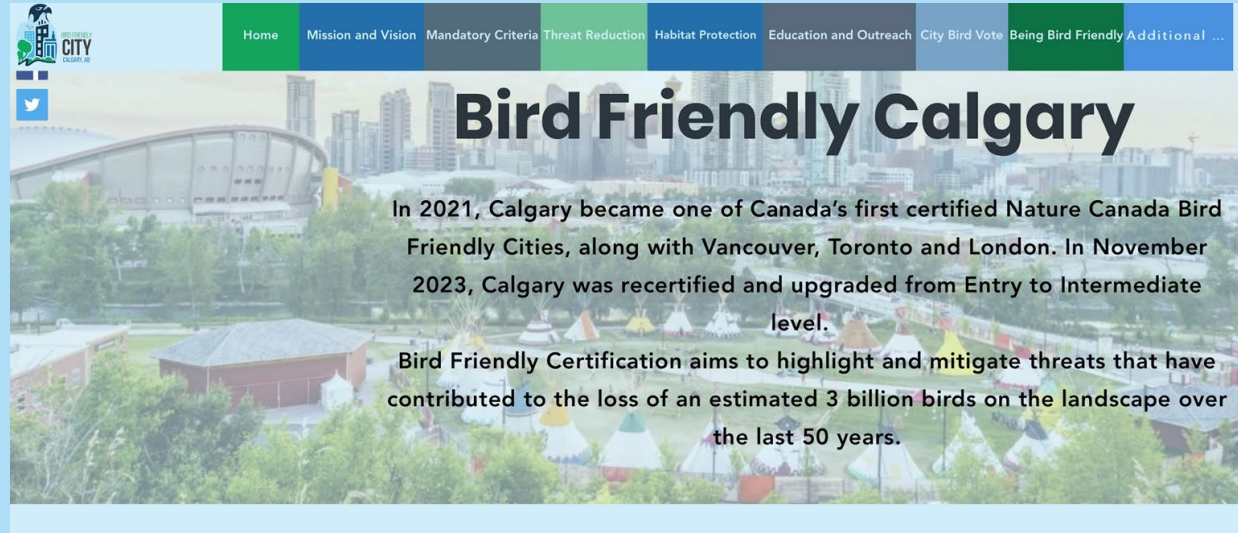 BIRD FRIENDLY
CITY
CALGARY, AB
Home
Mission and Vision
Mandatory Criteria
Threat Reduction
Habitat Protection
Education and Outreach
City Bird Vote
Being Bird Friendly
Additional ...
Bird Friendly Calgary
In 2021, Calgary became one of Canada’s first certified Nature Canada Bird
Friendly Cities, along with Vancouver, Toronto and London. In November
2023, Calgary was recertified and upgraded from Entry to Intermediate
level.
Bird Friendly Certification aims to highlight and mitigate threats that have
contributed to the loss of an estimated 3 billion birds on the landscape over
the last 50 years.